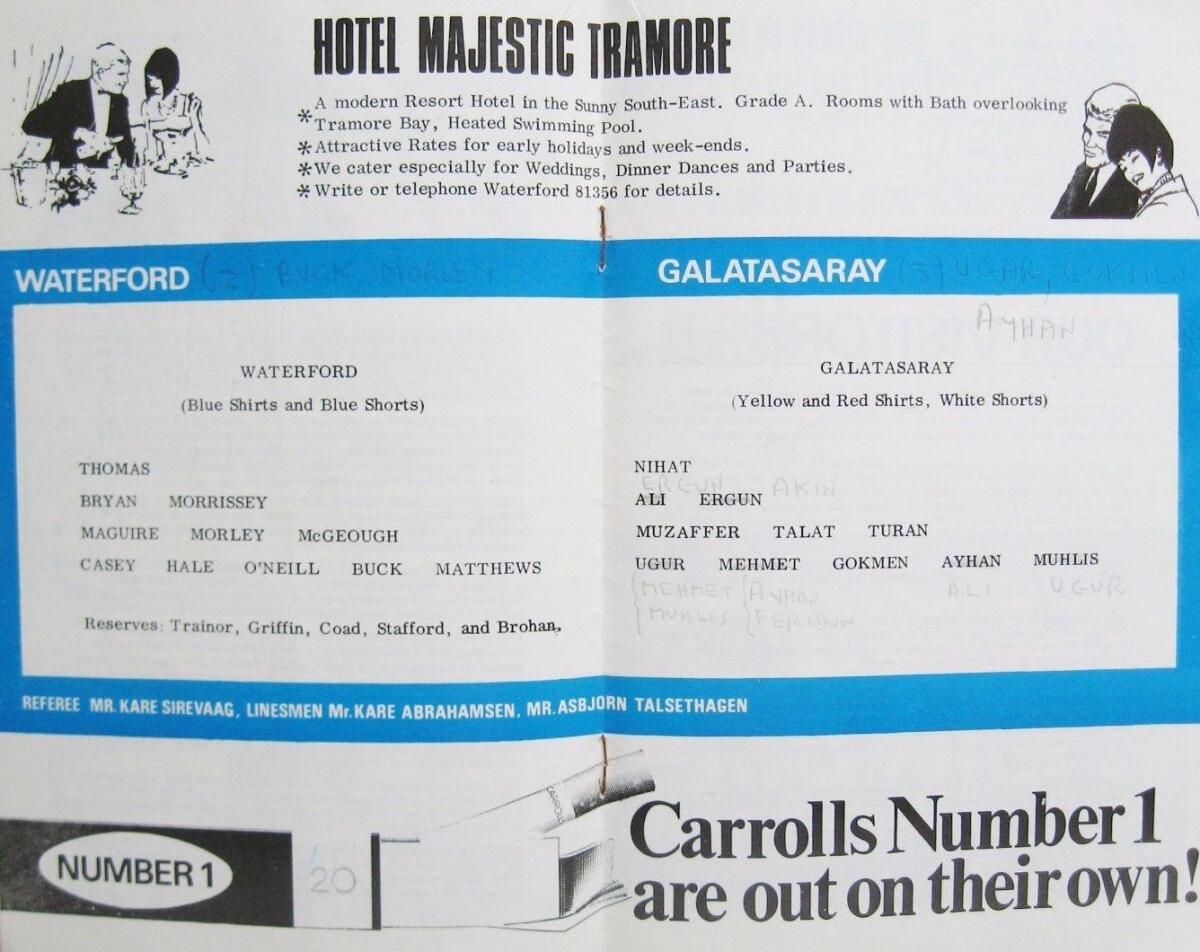 HOTEL MAJESTIC TRAMORE
*A modern Resort Hotel in the Sunny South-East. Grade A. Rooms with Bath overlooking
Tramore Bay, Heated Swimming Pool.
*Attractive Rates for early holidays and week-ends.
*We cater especially for Weddings, Dinner Dances and Parties.
*Write or telephone Waterford 81356 for details.
WATERFORD (2) BUCK MORLEY
WATERFORD
(Blue Shirts and Blue Shorts)
THOMAS
BRYAN MORRISSEY
MAGUIRE MORLEY McGEOUGH
CASEY HALE O'NEILL BUCK MATTHEWS
Reserves: Trainor, Griffin, Coad, Stafford, and Brohan.
GALATASARAY (3) UGAR, GOKMEN
AYHAN
GALATASARAY
(Yellow and Red Shirts, White Shorts)
NIHAT
ERGUN AKIN
ALI ERGUN
MUZAFFER TALAT TURAN
UGUR MEHMET GOKMEN AYHAN MUHLIS
MEHMET AYHAN ALI UGUR
MUHLIS FERIDUN
REFEREE MR. KARE SIREVAAG, LINESMEN Mr. KARE ABRAHAMSEN, MR. ASBJORN TALSETHAGEN
CARROLLS
NUMBER 1
20
Carrolls Number 1
are out on their own!